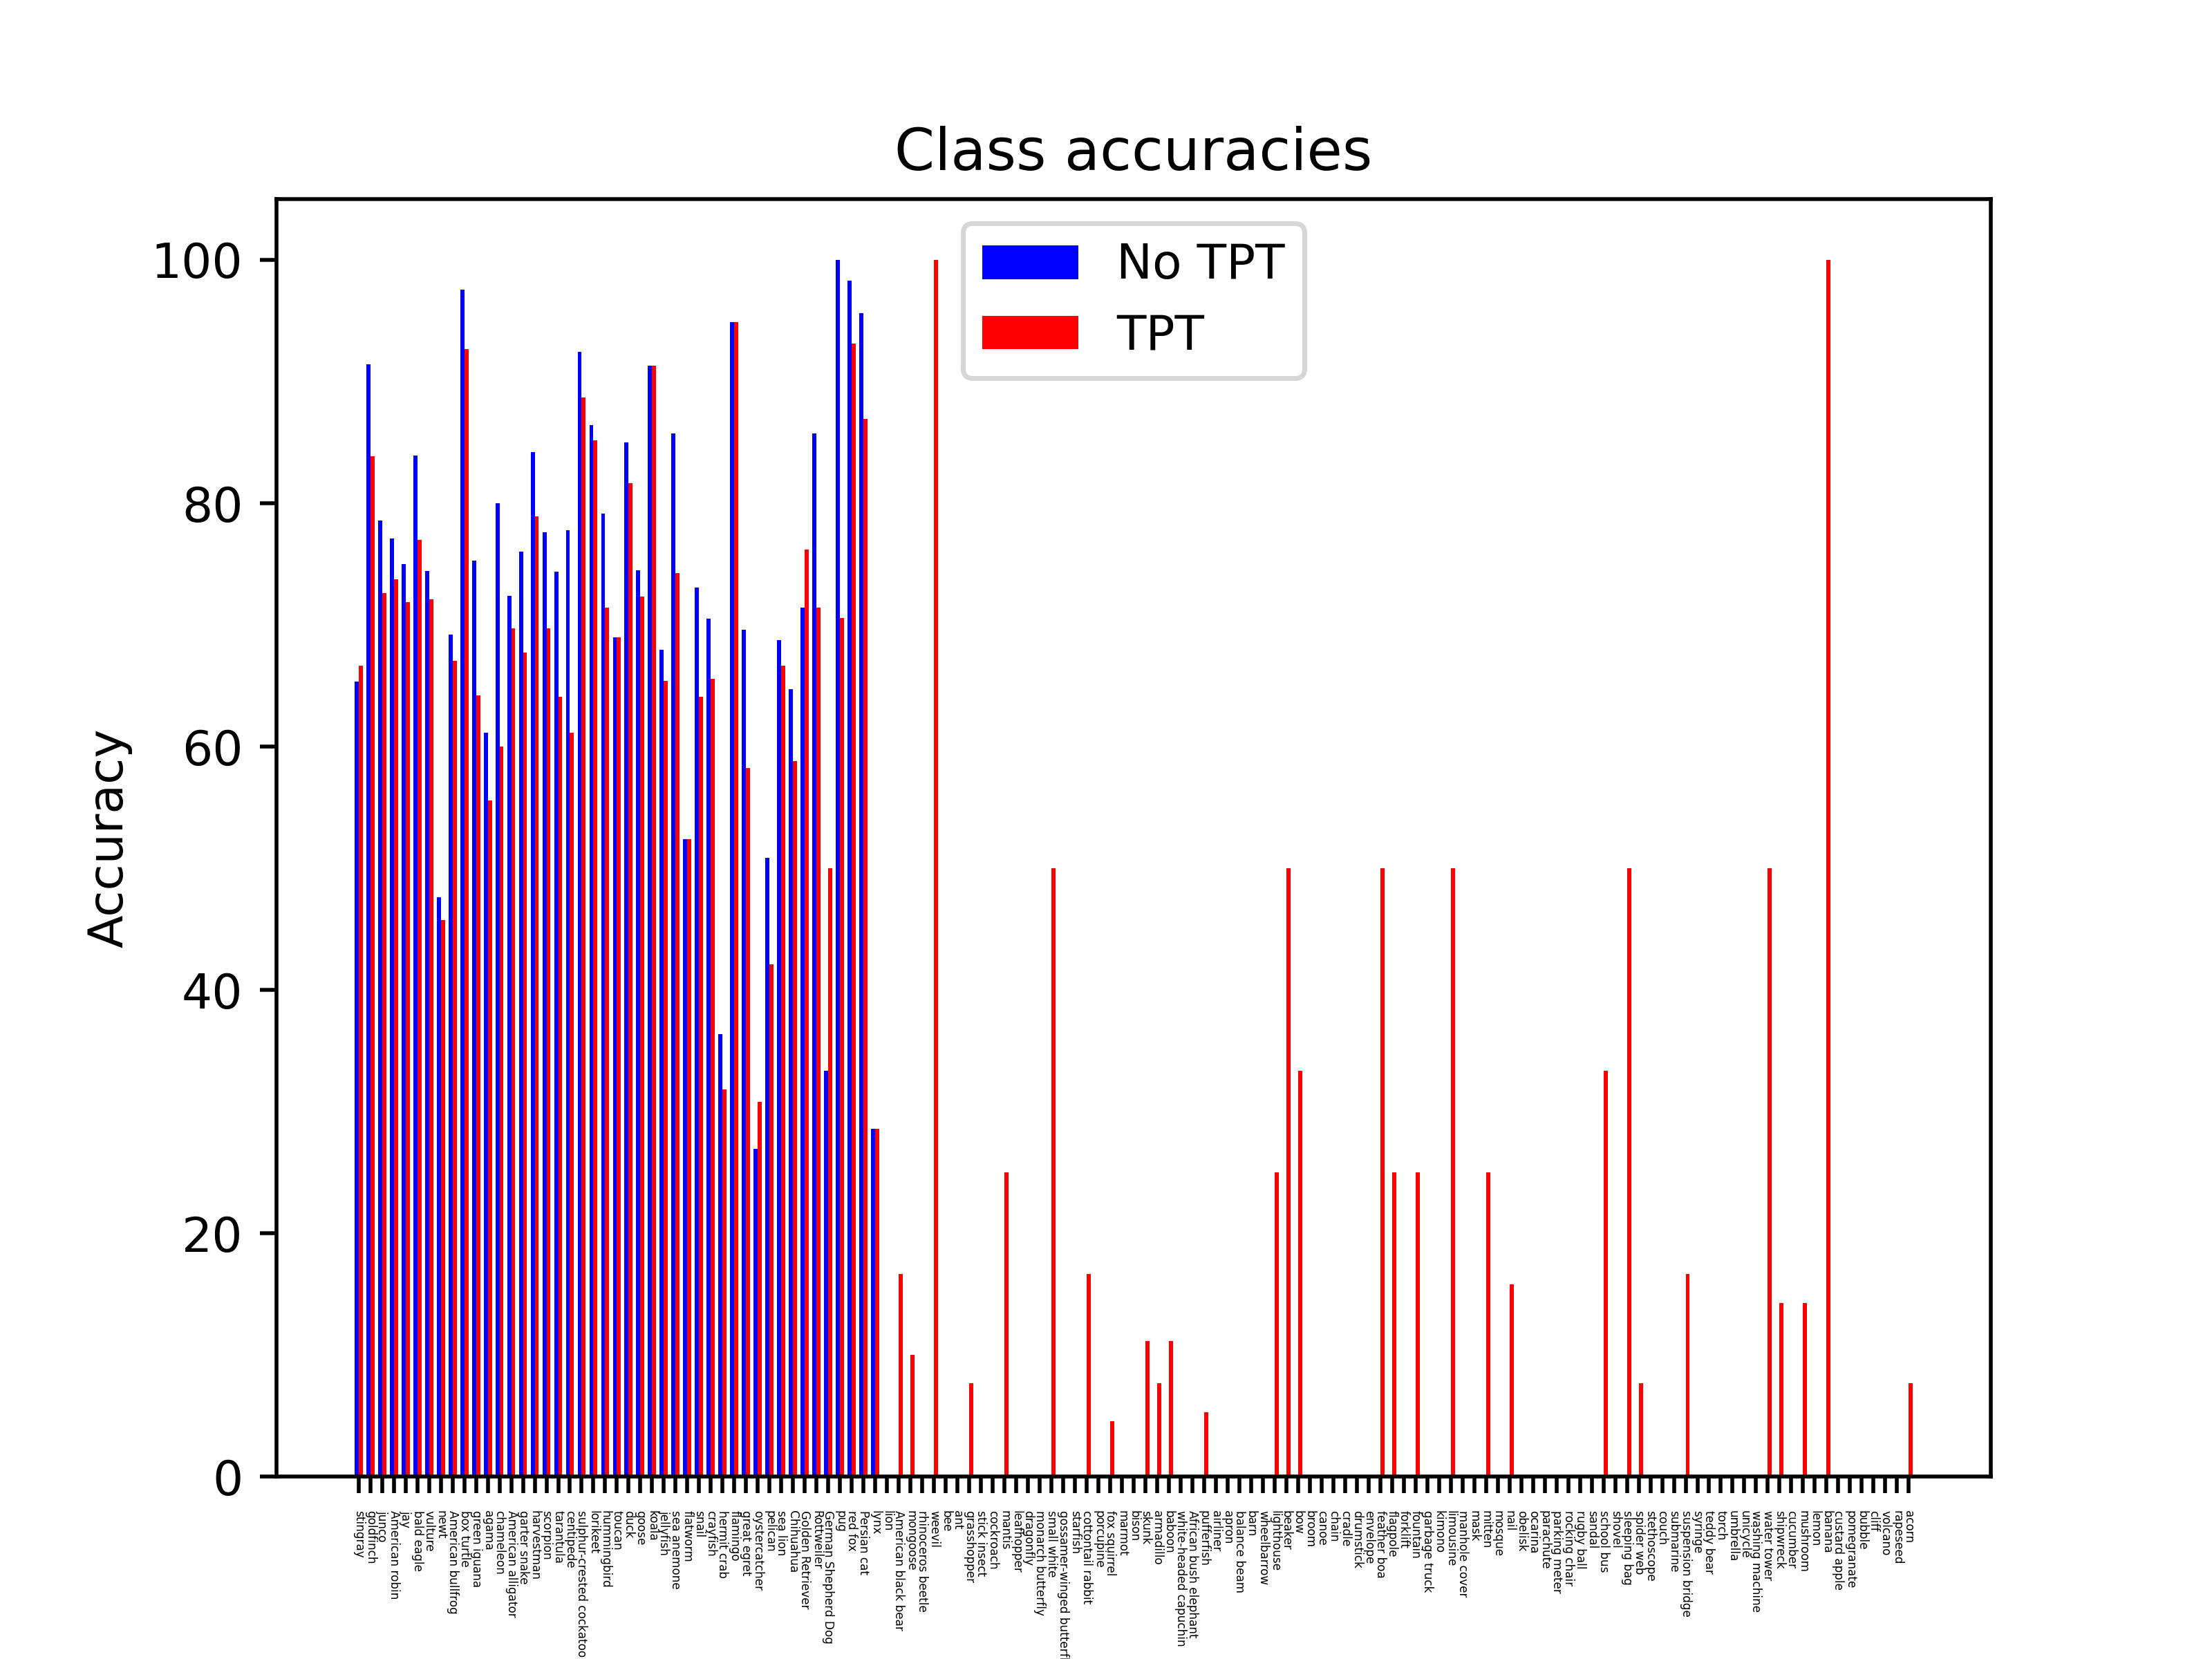 Class accuracies
No TPT
TPT
Accuracy
100
80
60
40
20
0
stingray
goldfinch
junco
American robin
jay
bald eagle
vulture
newt
American bullfrog
box turtle
green iguana
agama
chameleon
American alligator
garter snake
harvestman
scorpion
tarantula
centipede
sulphur-crested cockatoo
lorikeet
hummingbird
toucan
duck
goose
koala
jellyfish
sea anemone
flatworm
snail
crayfish
hermit crab
flamingo
great egret
oystercatcher
pelican
sea lion
Chihuahua
Golden Retriever
Rottweiler
German Shepherd Dog
pug
red fox
Persian cat
lynx
lion
American black bear
mongoose
rhinoceros beetle
weevil
bee
ant
grasshopper
stick insect
cockroach
mantis
leafhopper
dragonfly
monarch butterfly
small white
gossamer-winged butterfl
starfish
cottontail rabbit
porcupine
fox squirrel
marmot
bison
skunk
armadillo
baboon
white-headed capuchin
African bush elephant
pufferfish
airliner
apron
balance beam
barn
wheelbarrow
lighthouse
beaker
bow
broom
canoe
chain
cradle
drumstick
envelope
feather boa
flagpole
forklift
fountain
garbage truck
kimono
limousine
manhole cover
mask
mitten
mosque
nail
obelisk
ocarina
parachute
parking meter
rocking chair
rugby ball
sandal
school bus
shovel
sleeping bag
spider web
stethoscope
couch
submarine
suspension bridge
syringe
teddy bear
torch
umbrella
unicycle
washing machine
water tower
shipwreck
cucumber
mushroom
lemon
banana
custard apple
pomegranate
bubble
cliff
volcano
rapeseed
acorn